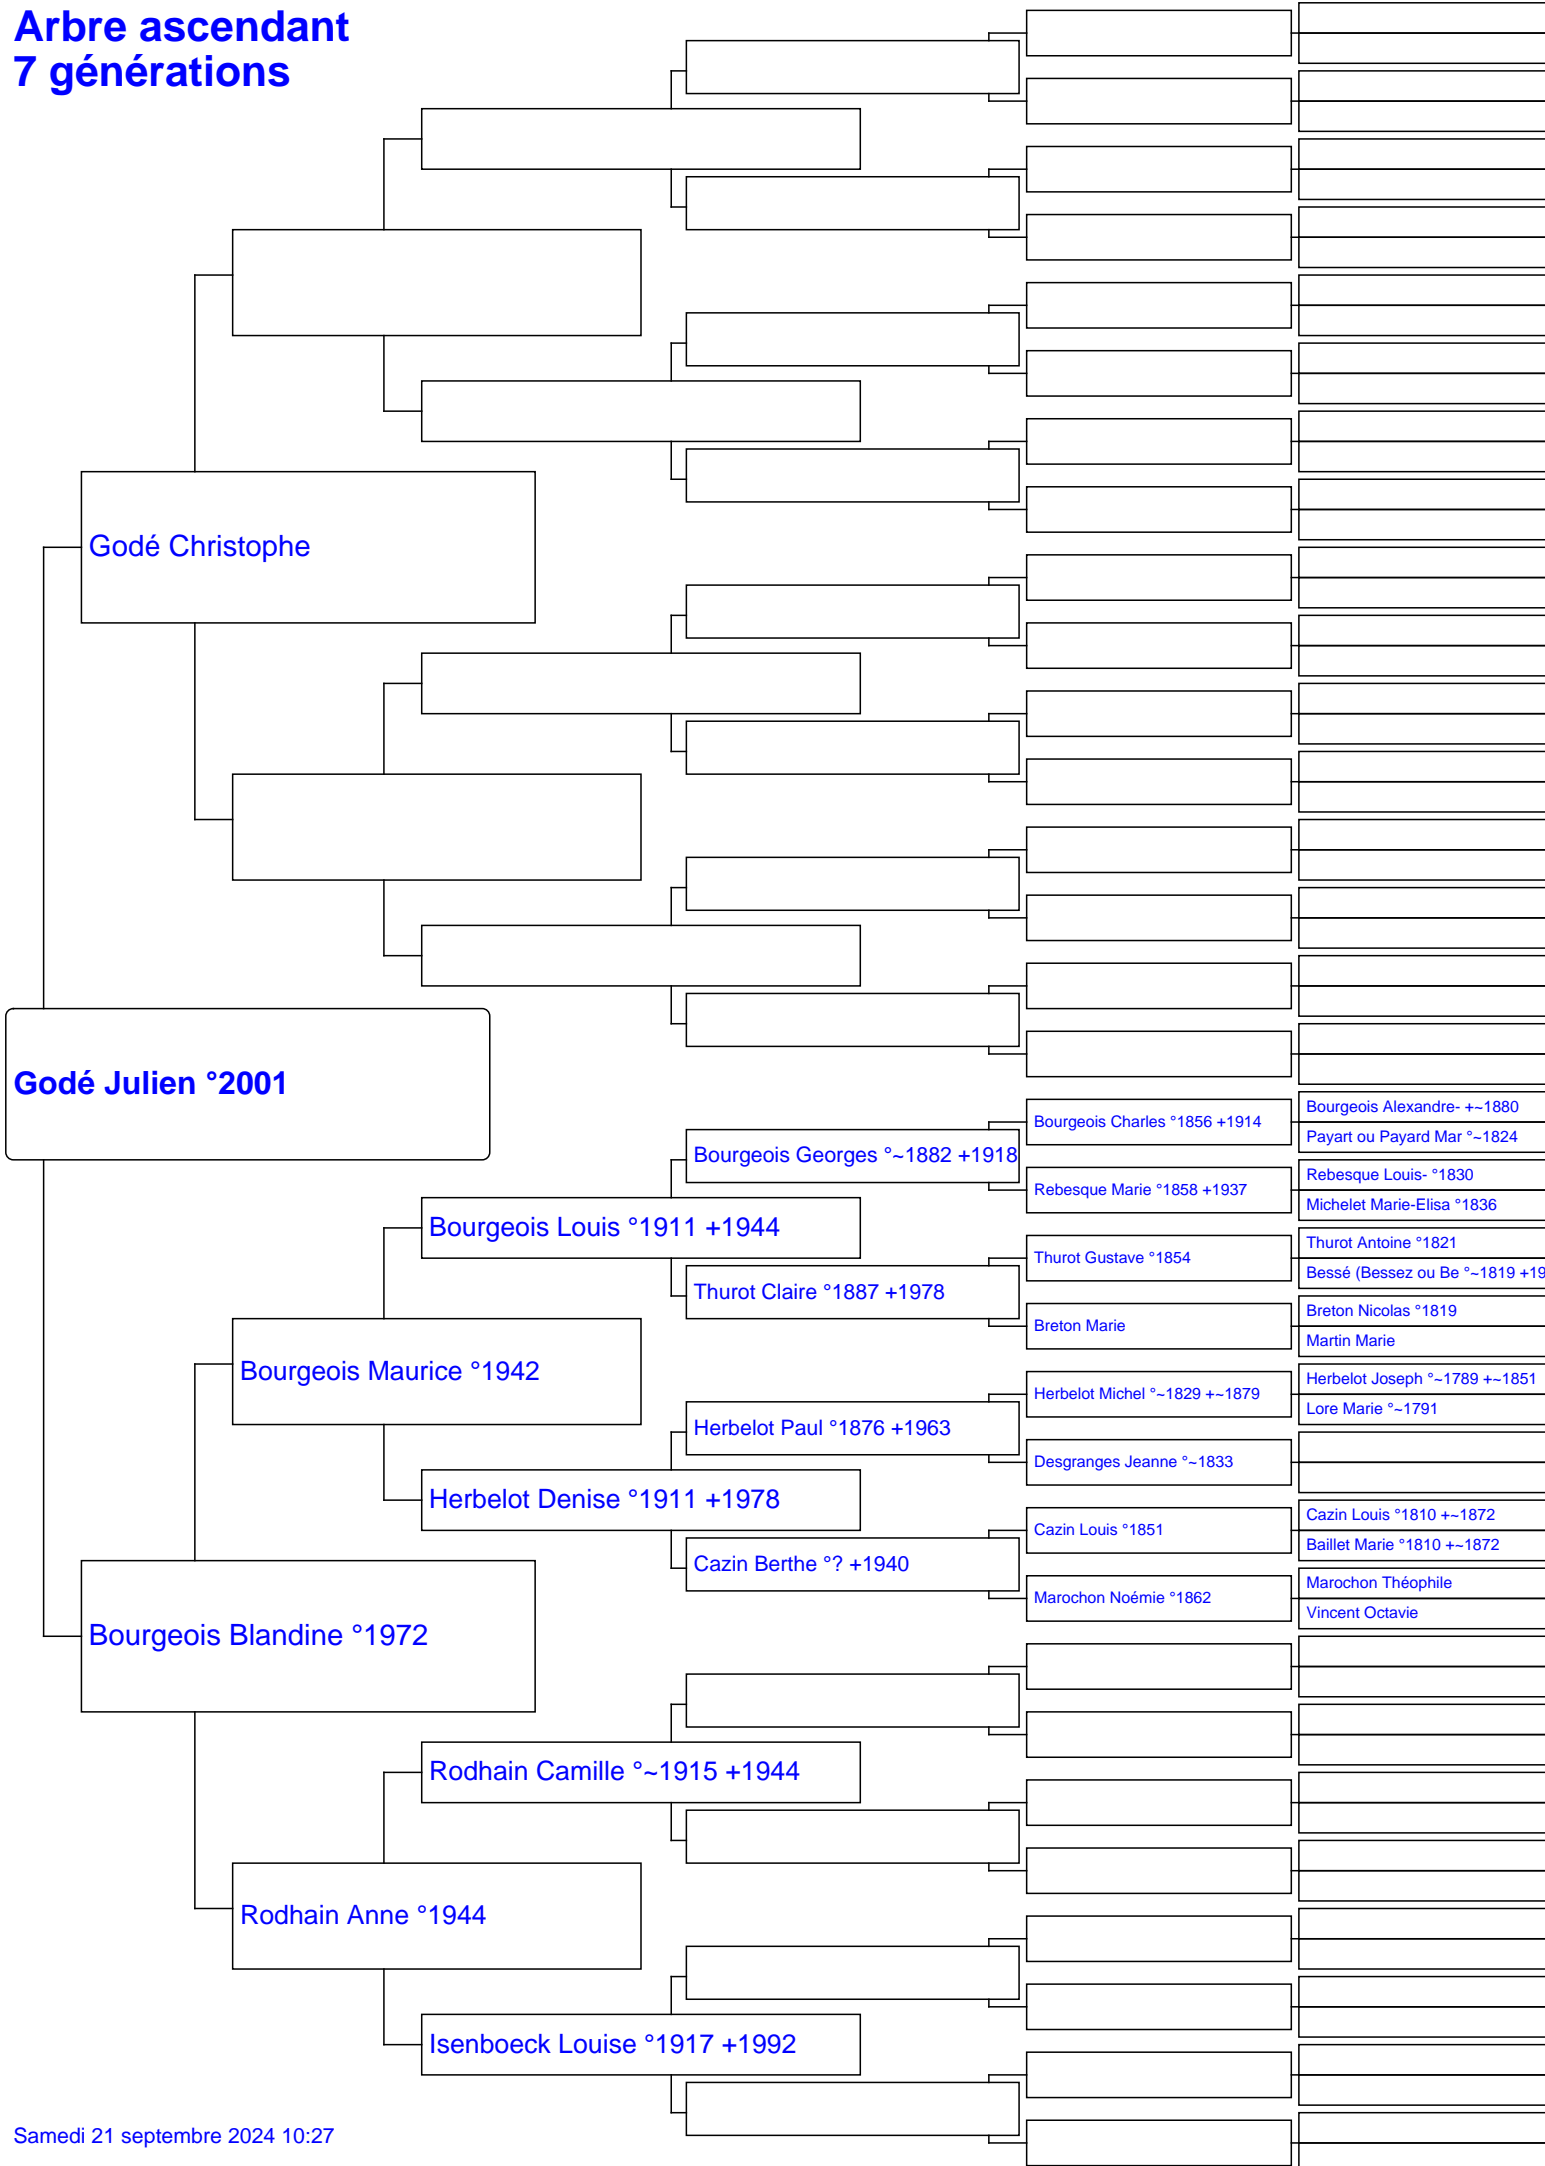 Arbre ascendant
7 générations
Godé Christophe
Godé Julien °2001
Bourgeois Alexandre- +~1880
Bourgeois Charles °1856 +1914
Payart ou Payard Mar °~1824
Bourgeois Georges °~1882 +1918
Rebesque Louis- °1830
Rebesque Marie °1858 +1937
Michelet Marie-Elisa °1836
Bourgeois Louis °1911 +1944
Thurot Antoine °1821
Thurot Gustave °1854
Bessé (Bessez ou Be °~1819 +19
Thurot Claire °1887 +1978
Breton Nicolas °1819
Breton Marie
Martin Marie
Bourgeois Maurice °1942
Herbelot Joseph °~1789 +~1851
Herbelot Michel °~1829 +~1879
Lore Marie °~1791
Herbelot Paul °1876 +1963
Desgranges Jeanne °~1833
Herbelot Denise °1911 +1978
Cazin Louis °1810 +~1872
Cazin Louis °1851
Baillet Marie °1810 +~1872
Cazin Berthe °? +1940
Marochon Théophile
Marochon Noémie °1862
Vincent Octavie
Bourgeois Blandine °1972
Rodhain Camille °~1915 +1944
Rodhain Anne °1944
Isenboeck Louise °1917 +1992
Samedi 21 septembre 2024 10:27